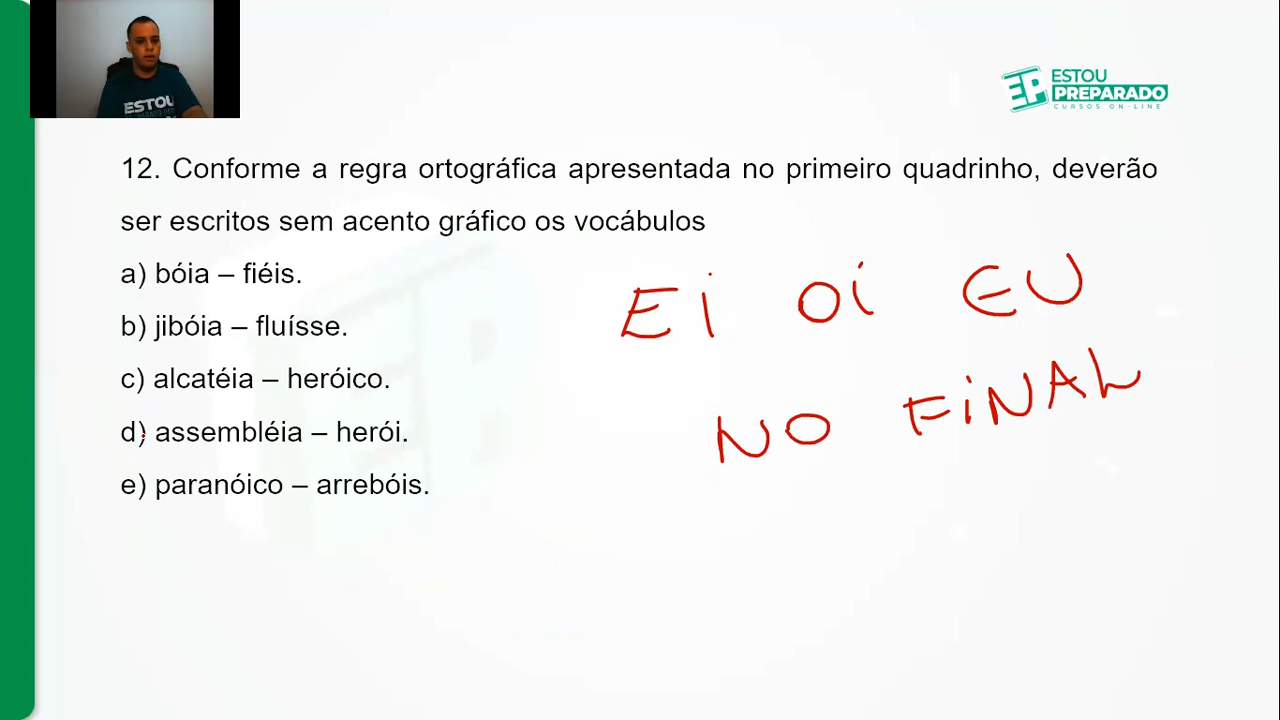 ESTOU
ESTOU
PREPARADO
CURSOS ON-LINE
12. Conforme a regra ortográfica apresentada no primeiro quadrinho, deverão
ser escritos sem acento gráfico os vocábulos
a) bóia – fiéis.
b) jibóia – fluísse.
c) alcatéia – heróico.
d) assembléia – herói.
e) paranóico – arrebóis.
Ei Oi EU
NO FiNAL